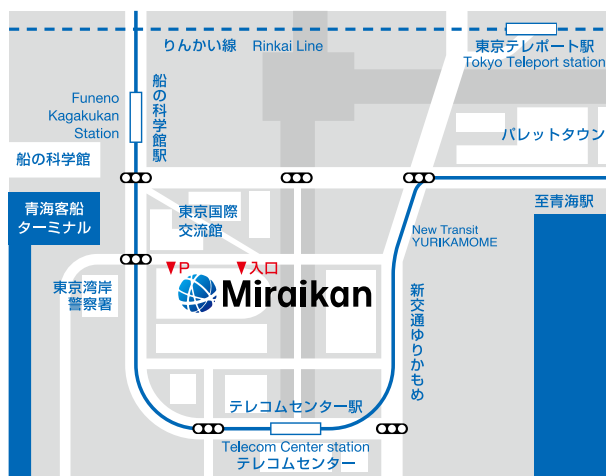 りんかい線 Rinkai Line
東京テレポート駅
Tokyo Teleport station
船の科学館駅
Funeno
Kagakukan
Station
パレットタウン
船の科学館
青海客船
ターミナル
東京国際
交流館
至青海駅
New Transit
YURIKAMOME
P
入口
Miraikan
東京湾岸
警察署
新交通ゆりかもめ
テレコムセンター駅
Telecom Center station
テレコムセンター